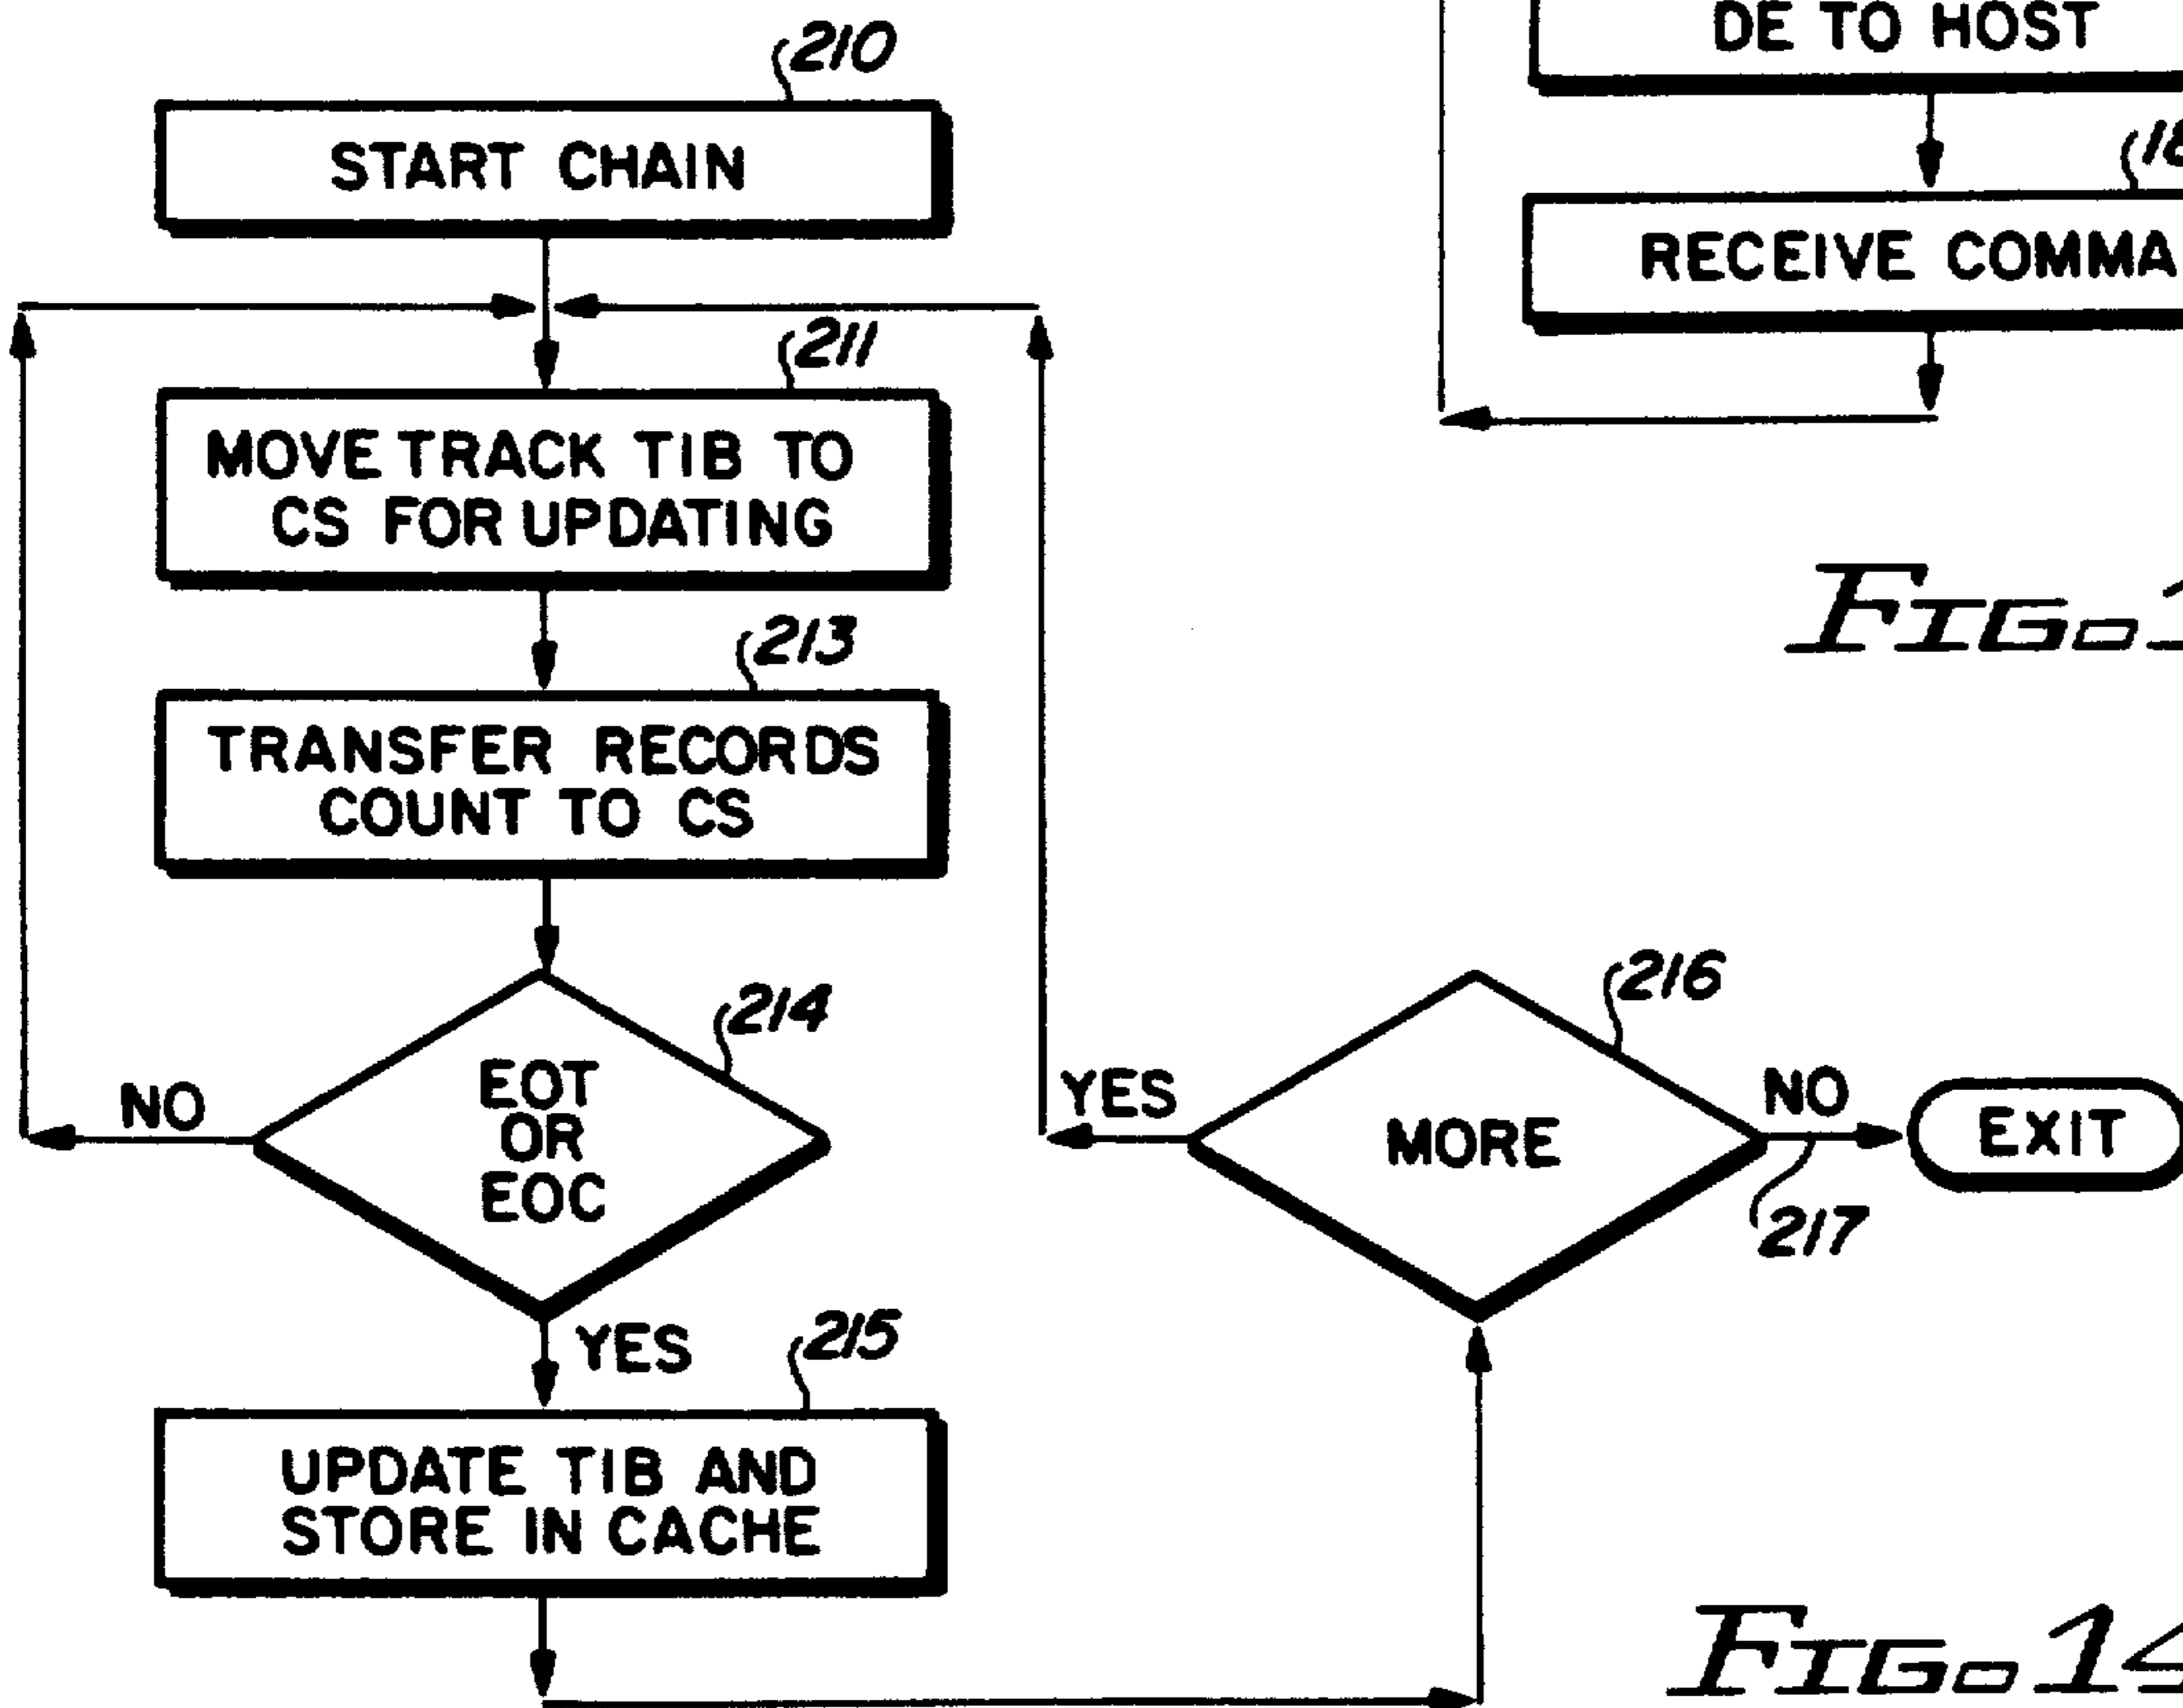 210
START CHAIN
211
MOVE TRACK TIB TO
CS FOR UPDATING
213
TRANSFER RECORDS
COUNT TO CS
214
EOT
OR
EOC
NO
YES
215
UPDATE TIB AND
STORE IN CACHE
216
MORE
YES
NO
217
EXIT
DE TO HOST
RECEIVE
FIG.
FIG.